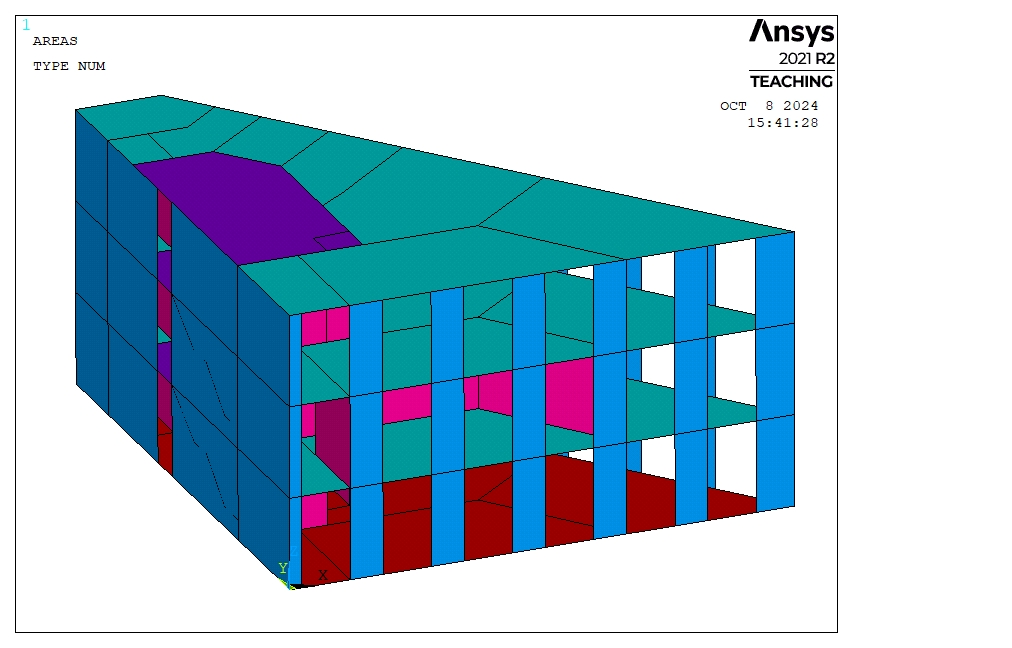 1
AREAS
TYPE NUM
Ansys
2021 R2
TEACHING
OCT 8 2024
15:41:28
Y
X